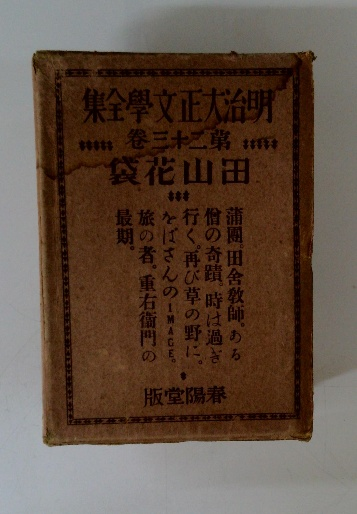 明治大正文學全集
第二十三卷
田山花袋
蒲團。田舍教師。ある
僧の奇蹟。時は過ぎ
行く。再び草の野に。
をばさんのIMAGE。
旅の者。重右衞門の
最期。
春陽堂版